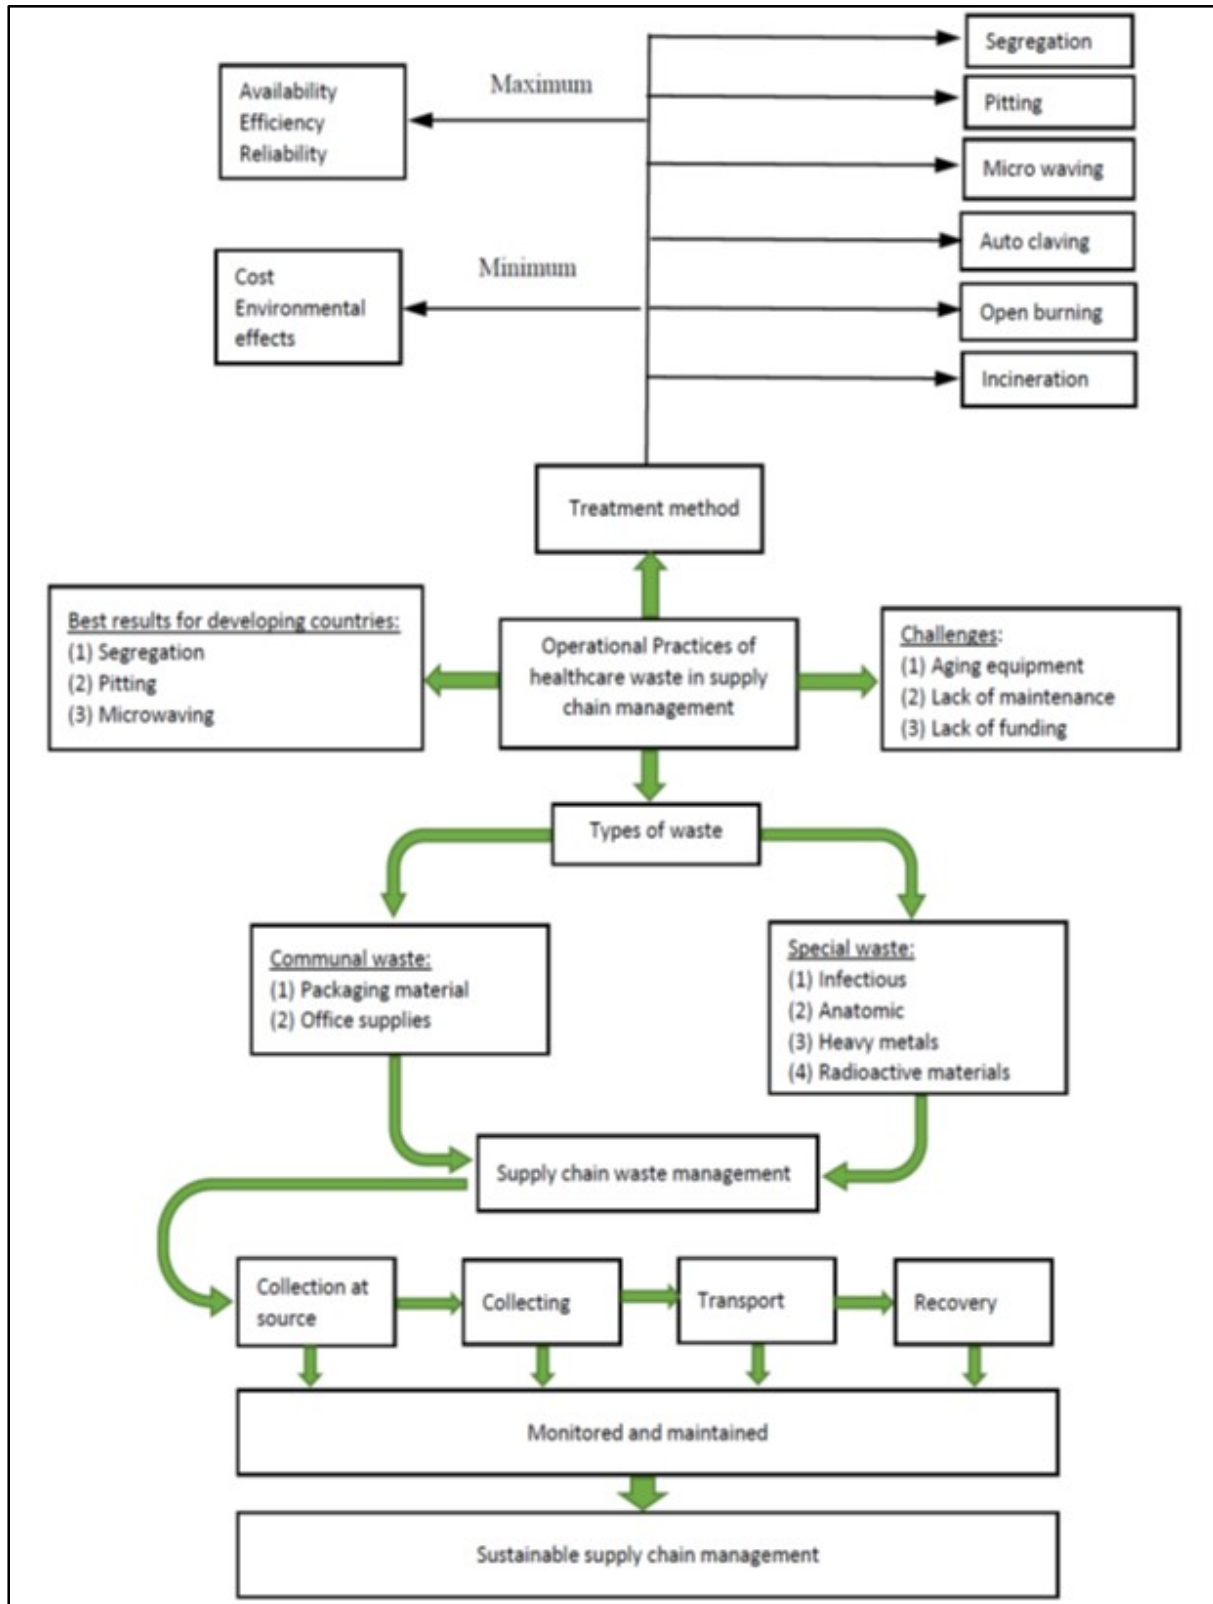 Segregation
Maximum
Availability
Efficiency
Reliability
Pitting
Micro waving
Auto claving
Minimum
Cost
Environmental
effects
Open burning
Incineration
Treatment method
Best results for developing countries:
(1) Segregation
(2) Pitting
(3) Microwaving
Operational Practices of
healthcare waste in supply
chain management
Challenges:
(1) Aging equipment
(2) Lack of maintenance
(3) Lack of funding
Types of waste
Communal waste:
(1) Packaging material
(2) Office supplies
Special waste:
(1) Infectious
(2) Anatomic
(3) Heavy metals
(4) Radioactive materials
Supply chain waste management
Collection at
source
Collecting
Transport
Recovery
Monitored and maintained
Sustainable supply chain management